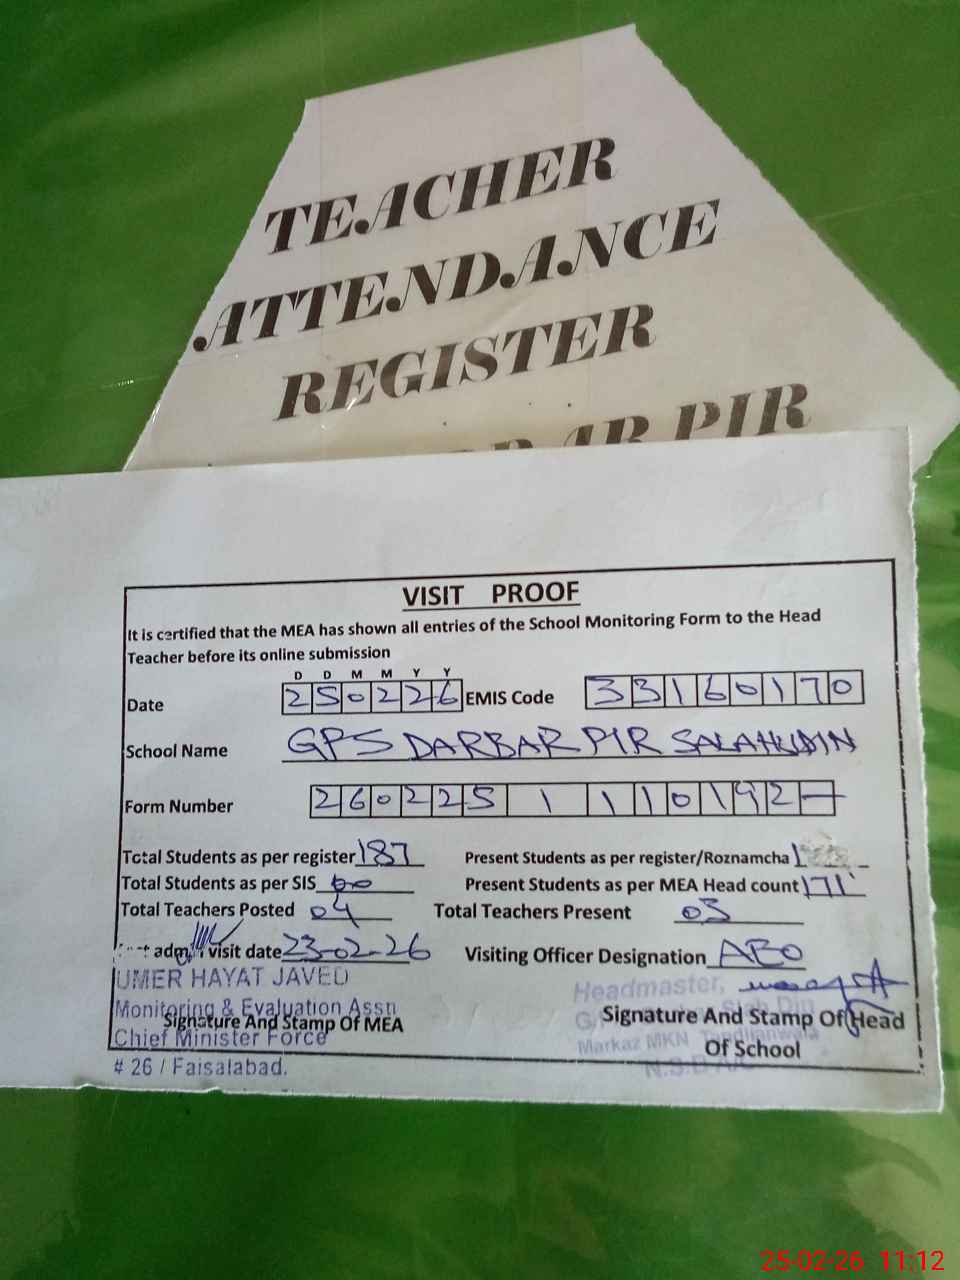 TEACHER
ATTENDANCE
REGISTER
PIR
VISIT PROOF
It is certified that the MEA has shown all entries of the School Monitoring Form to the Head
Teacher before its online submission
D D M M Y Y
Date 250226 EMIS Code 33160170
School Name GPS DARBAR PIR SALAHUDIN
Form Number 260225 1 1 1 0 1 9 2 —
Total Students as per register 187 Present Students as per register/Roznamcha
Total Students as per SIS Present Students as per MEA Head count 171
Total Teachers Posted 04 Total Teachers Present 03
visit date 23-02-26 Visiting Officer Designation AEO
UMER HAYAT JAVED
Monitoring & Evaluation Assn
Signature And Stamp Of MEA
Chief Minister Force
# 26 / Faisalabad.
Headmaster,
Signature And Stamp Of Head
Markaz MKN Tandlianwala
Of School
25-02-26 11:12